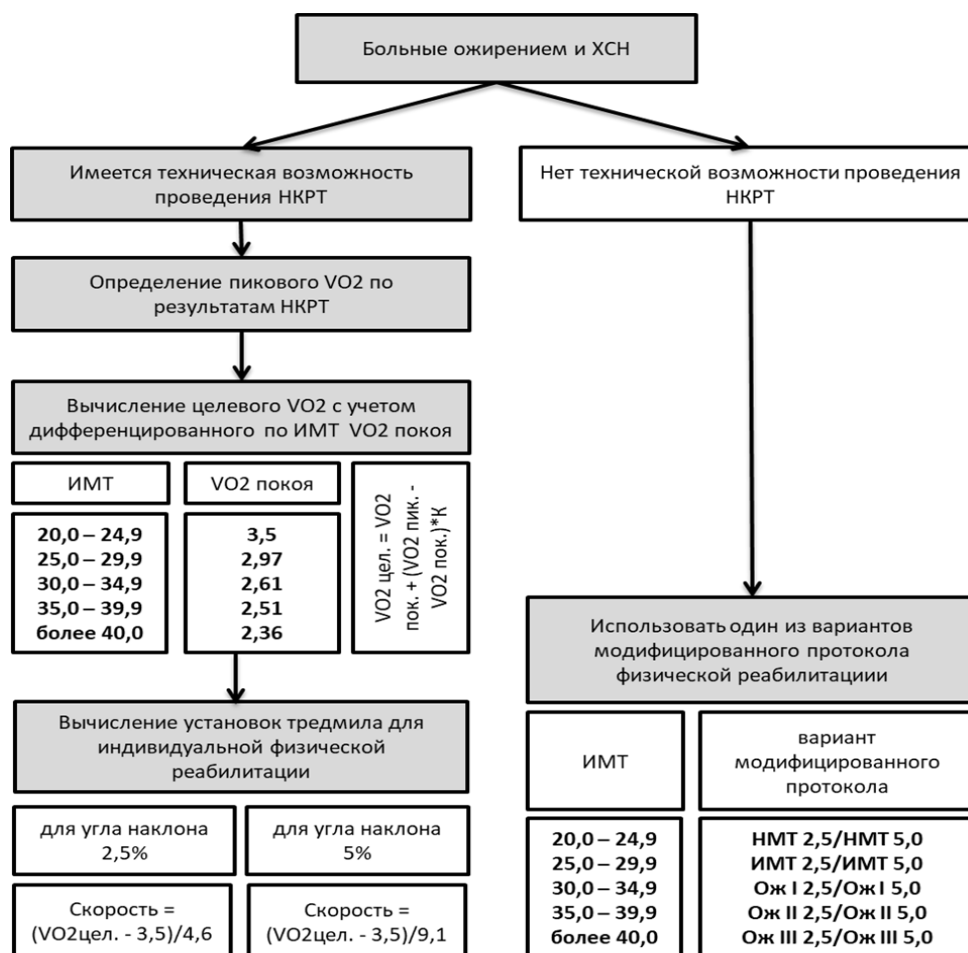 Больные ожирением и ХСН
Имеется техническая возможность
проведения НКРТ
Нет технической возможности проведения
НКРТ
Определение пикового VO2 по
результатам НКРТ
Вычисление целевого VO2 с учетом
дифференцированного по ИМТ VO2 покоя
ИМТ
VO2 покоя
20,0 – 24,9
25,0 – 29,9
30,0 – 34,9
35,0 – 39,9
более 40,0
3,5
2,97
2,61
2,51
2,36
VO2 цел. = VO2
пок. + (VO2 пик. -
VO2 пок.)*К
Вычисление установок тредмила для
индивидуальной физической
реабилитации
для угла наклона
2,5%
для угла наклона
5%
Скорость =
(VO2цел. - 3,5)/4,6
Скорость =
(VO2цел. - 3,5)/9,1
Использовать один из вариантов
модифицированного протокола
физической реабилитациии
ИМТ
вариант
модифицированного
протокола
20,0 – 24,9
25,0 – 29,9
30,0 – 34,9
35,0 – 39,9
более 40,0
НМТ 2,5/НМТ 5,0
ИМТ 2,5/ИМТ 5,0
Ож I 2,5/Ож I 5,0
Ож II 2,5/Ож II 5,0
Ож III 2,5/Ож III 5,0